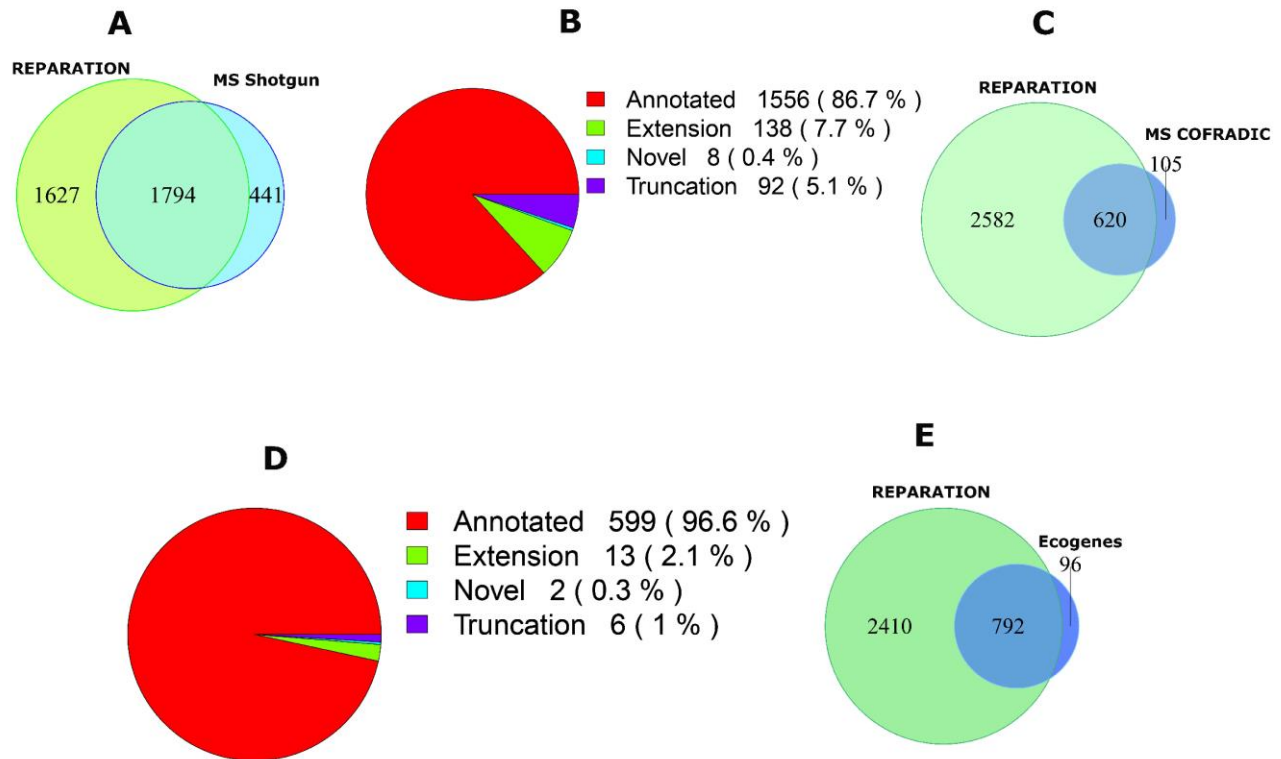 A
REPARATION
MS Shotgun
1627
1794
441
B
Annotated 1556 ( 86.7 % )
Extension 138 ( 7.7 % )
Novel 8 ( 0.4 % )
Truncation 92 ( 5.1 % )
C
REPARATION
MS COFRADIC
105
2582
620
D
Annotated 599 ( 96.6 % )
Extension 13 ( 2.1 % )
Novel 2 ( 0.3 % )
Truncation 6 ( 1 % )
E
REPARATION
Ecogenes
96
2410
792